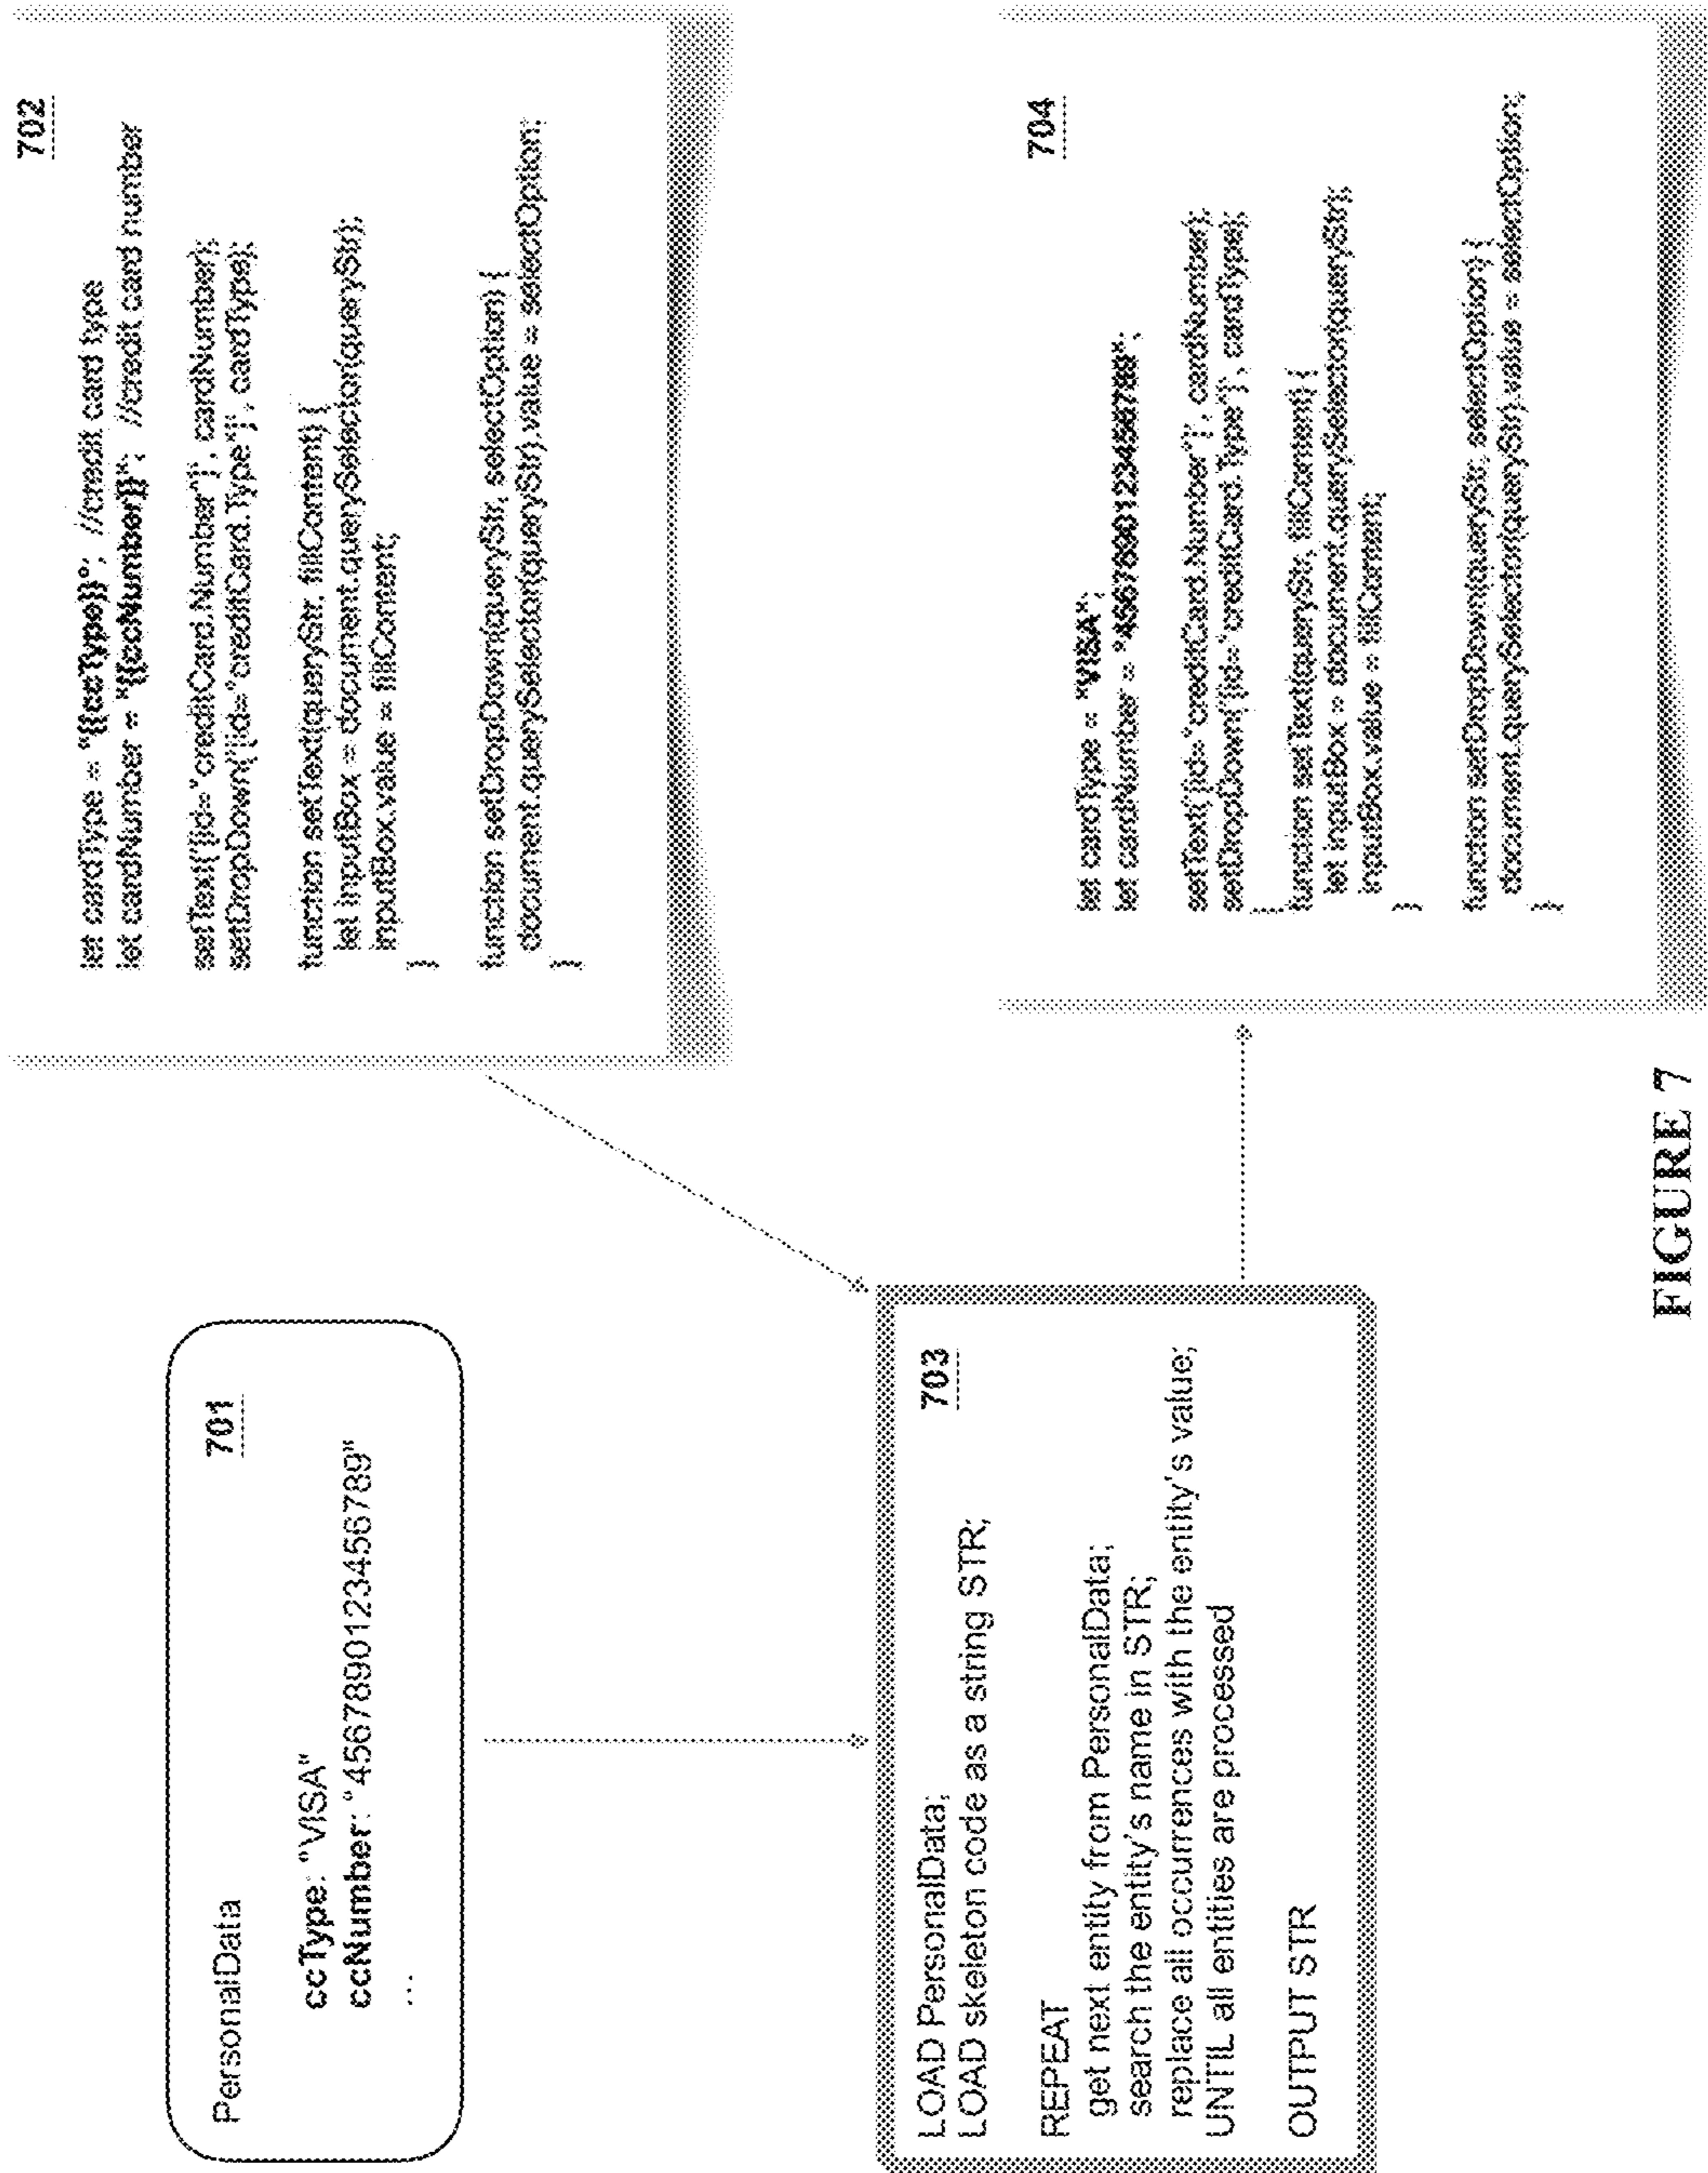 701
PersonalData
ccType: "VISA"
ccNumber: "4567890123456789"
...
702
let cardType = "{{ccType}}"; //credit card type
let cardNumber = "{{ccNumber}}"; //credit card number
setText('[id="creditCard.Number"]', cardNumber);
setDropDown('[id="creditCard.Type"]', cardType);
function setText(queryStr, fillContent) {
let inputBox = document.querySelector(queryStr);
inputBox.value = fillContent;
}
function setDropDown(queryStr, selectOption) {
document.querySelector(queryStr).value = selectOption;
}
703
LOAD PersonalData;
LOAD skeleton code as a string STR;
REPEAT
get next entity from PersonalData;
search the entity's name in STR;
replace all occurrences with the entity's value;
UNTIL all entities are processed
OUTPUT STR
704
let cardType = "VISA";
let cardNumber = "4567890123456789";
setText('[id="creditCard.Number"]', cardNumber);
setDropDown('[id="creditCard.Type"]', cardType);
}
function setText(queryStr, fillContent) {
let inputBox = document.querySelector(queryStr);
inputBox.value = fillContent;
}
function setDropDown(queryStr, selectOption) {
document.querySelector(queryStr).value = selectOption;
}
FIGURE 7